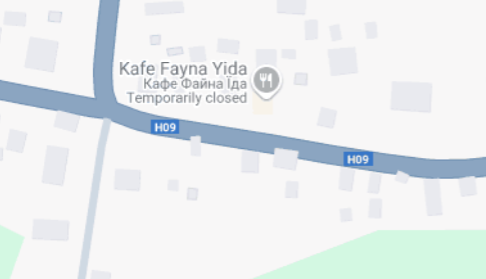 Kafe Fayna Yida
Кафе Файна Їда
Temporarily closed
H09
H09